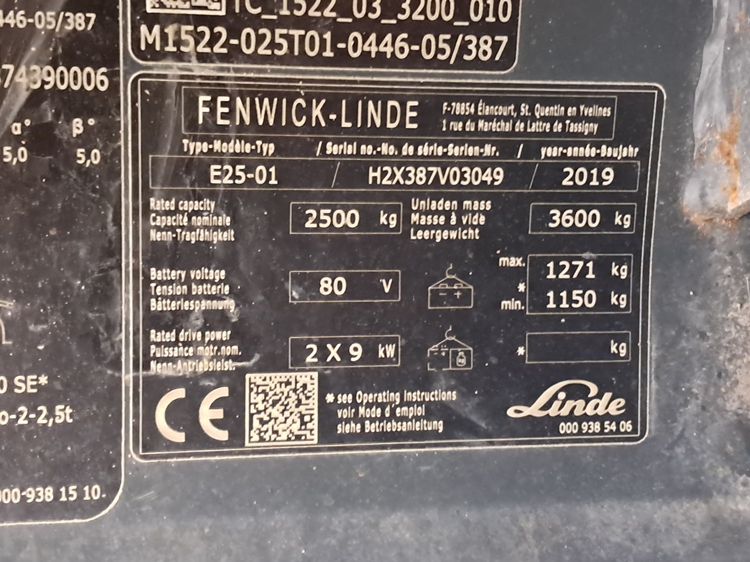 TC_1522_03_3200_010
M1522-025T01-0446-05/387
446-05/387
74390006
α° β°
5,0 5,0
0 SE*
o-2-2,5t
000 938 15 10
FENWICK-LINDE
F-78854 Élancourt, St. Quentin en Yvelines
1 rue du Maréchal de Lattre de Tassigny
Type-Modèle-Typ / Serial no.-No. de série-Serien-Nr. / year-année-Baujahr
E25-01 / H2X387V03049 / 2019
Rated capacity
Capacité nominale
Nenn-Tragfähigkeit
2500 kg
Unladen mass
Masse à vide
Leergewicht
3600 kg
Battery voltage
Tension batterie
Batteriespannung
80 V
max. 1271 kg
*
min. 1150 kg
Rated drive power
Puissance motr.nom.
Nenn-Antriebsleist.
2 X 9 kW
* kg
CE
* see Operating Instructions
voir Mode d'emploi
siehe Betriebsanleitung
Linde
000 938 54 06